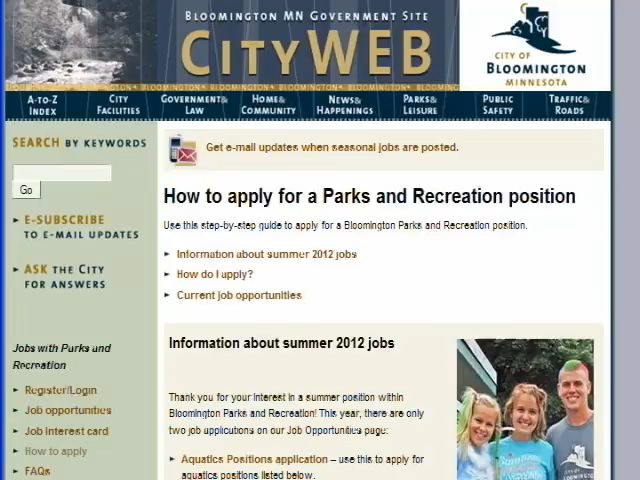 BLOOMINGTON MN GOVERNMENT SITE
CITYWEB
CITY OF
BLOOMINGTON
MINNESOTA
BLOOMINGTON BLOOMINGTON BLOOMINGTON BLOOMINGTON BLOOMINGTON
A-TO-Z INDEX
CITY FACILITIES
GOVERNMENT& LAW
HOME& COMMUNITY
NEWS& HAPPENINGS
PARKS& LEISURE
PUBLIC SAFETY
TRAFFIC& ROADS
SEARCH BY KEYWORDS
Go
E-SUBSCRIBE
TO E-MAIL UPDATES
ASK THE CITY
FOR ANSWERS
Jobs with Parks and
Recreation
Register/Login
Job opportunities
Job interest card
How to apply
FAQs
Get e-mail updates when seasonal jobs are posted.
How to apply for a Parks and Recreation position
Use this step-by-step guide to apply for a Bloomington Parks and Recreation position.
Information about summer 2012 jobs
How do I apply?
Current job opportunities
Information about summer 2012 jobs
Thank you for your interest in a summer position within
Bloomington Parks and Recreation! This year, there are only
two job applications on our Job Opportunities page:
Aquatics Positions application – use this to apply for
aquatics positions listed below.